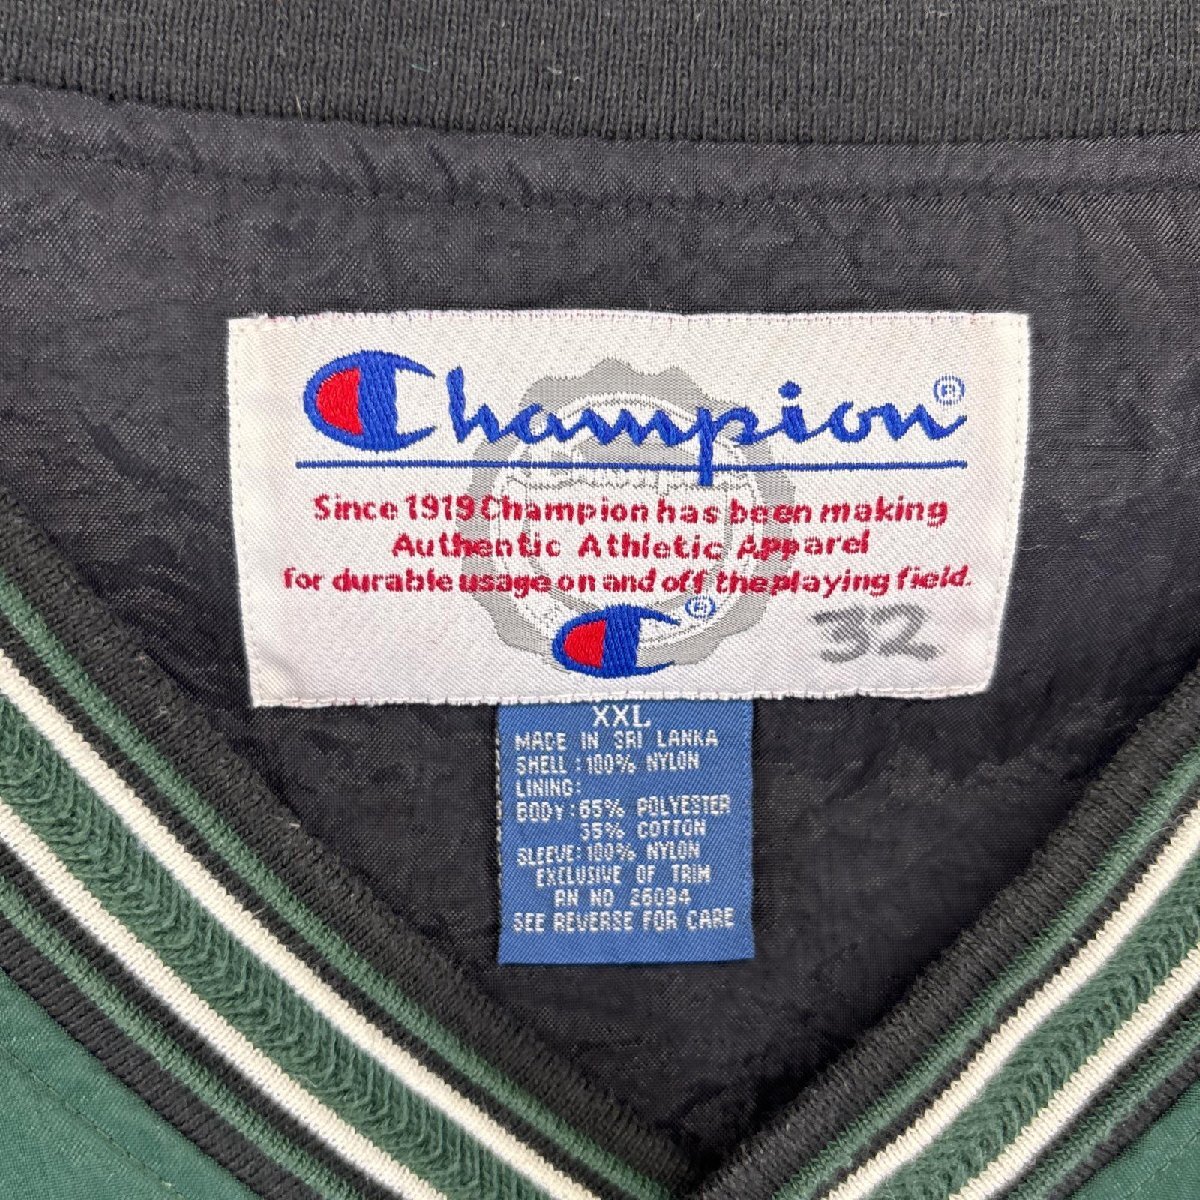 Champion®
Since 1919 Champion has been making
Authentic Athletic Apparel
for durable usage on and off the playing field.
®
32
XXL
MADE IN SRI LANKA
SHELL : 100% NYLON
LINING:
BODY : 65% POLYESTER
35% COTTON
SLEEVE: 100% NYLON
EXCLUSIVE OF TRIM
RN NO 26094
SEE REVERSE FOR CARE